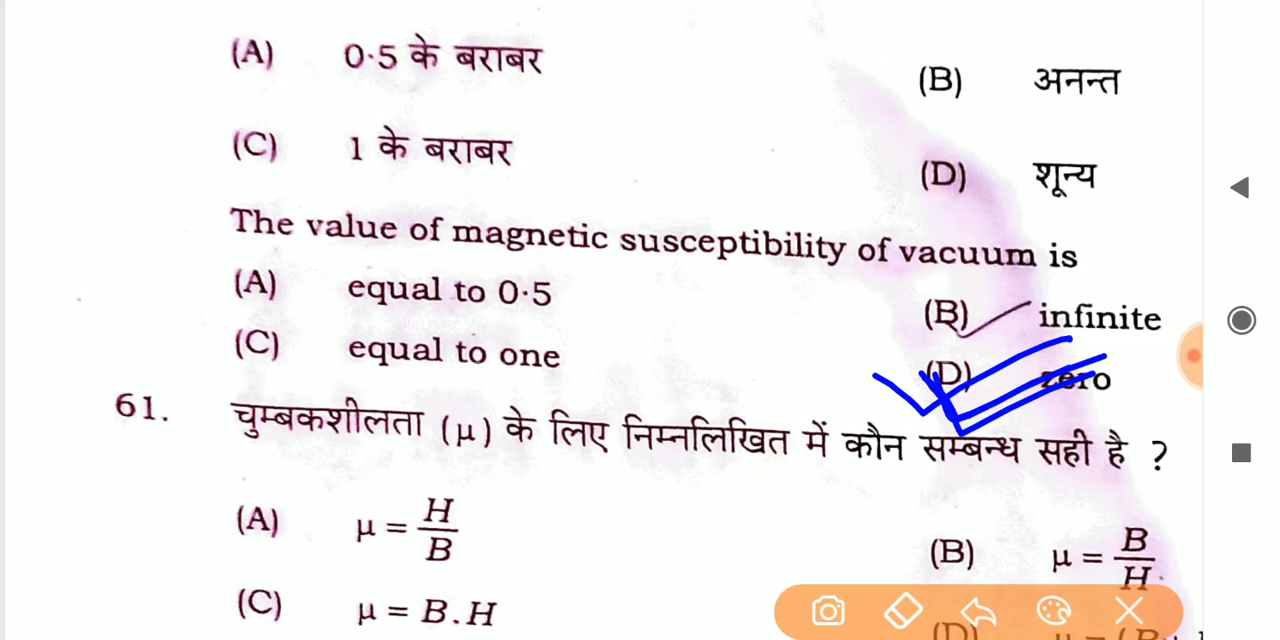 (A) 0·5 के बराबर (B) अनन्त
(C) 1 के बराबर (D) शून्य
The value of magnetic susceptibility of vacuum is
(A) equal to 0·5 (B) infinite
(C) equal to one (D) zero
61. चुम्बकशीलता (μ) के लिए निम्नलिखित में कौन सम्बन्ध सही है ?
(A) μ = H/B (B) μ = B/H
(C) μ = B.H (D)